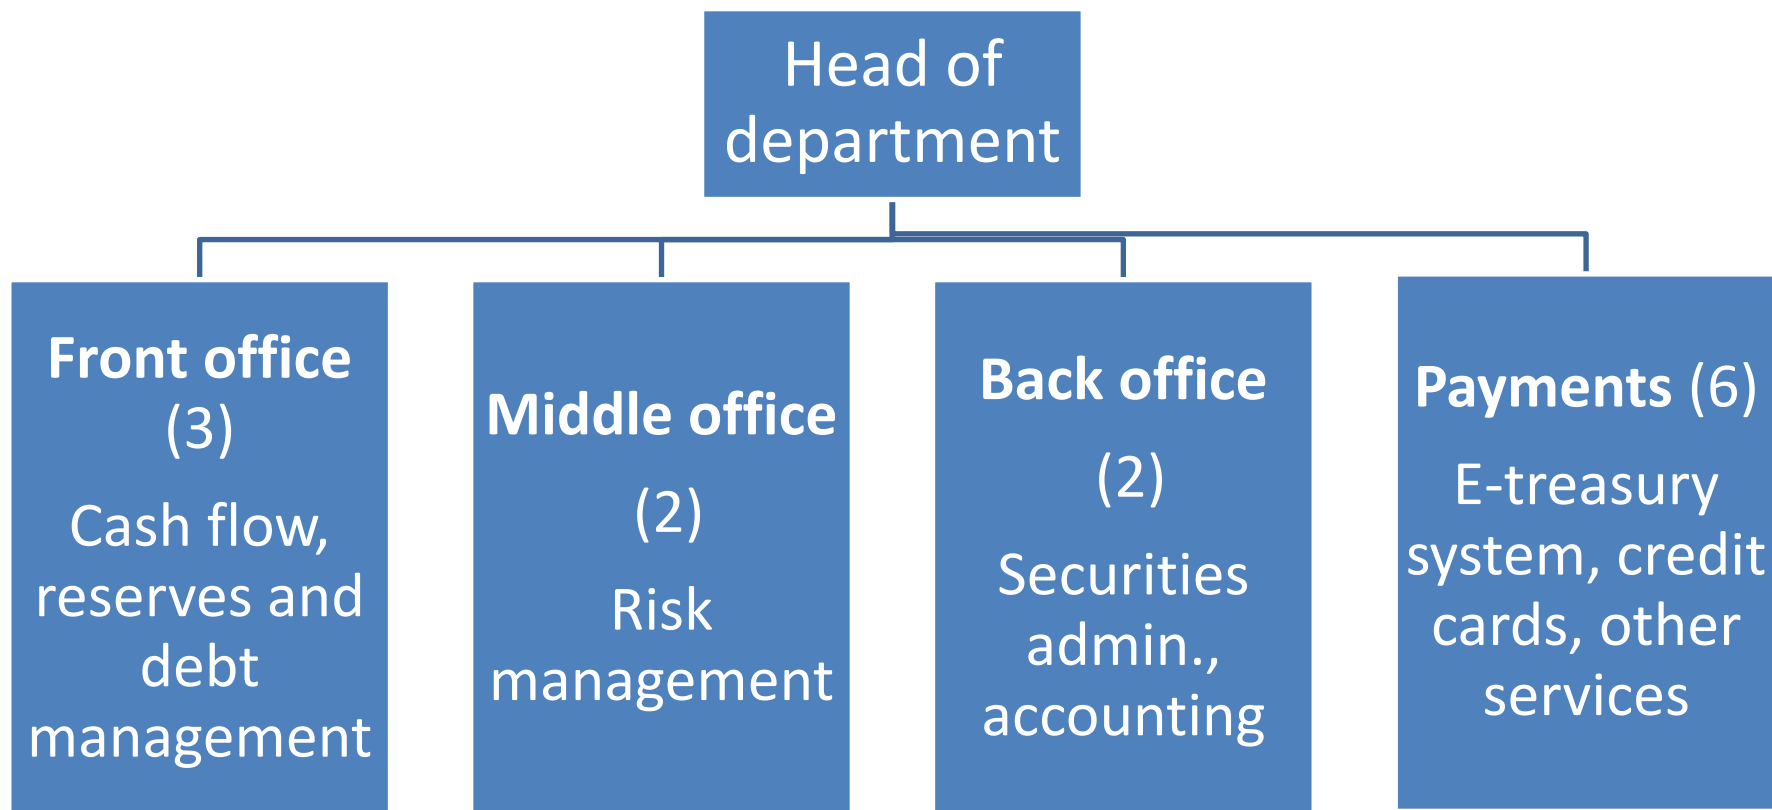 Head of
department
Front office
(3)
Cash flow,
reserves and
debt
management
Middle office
(2)
Risk
management
Back office
(2)
Securities
admin.,
accounting
Payments (6)
E-treasury
system, credit
cards, other
services